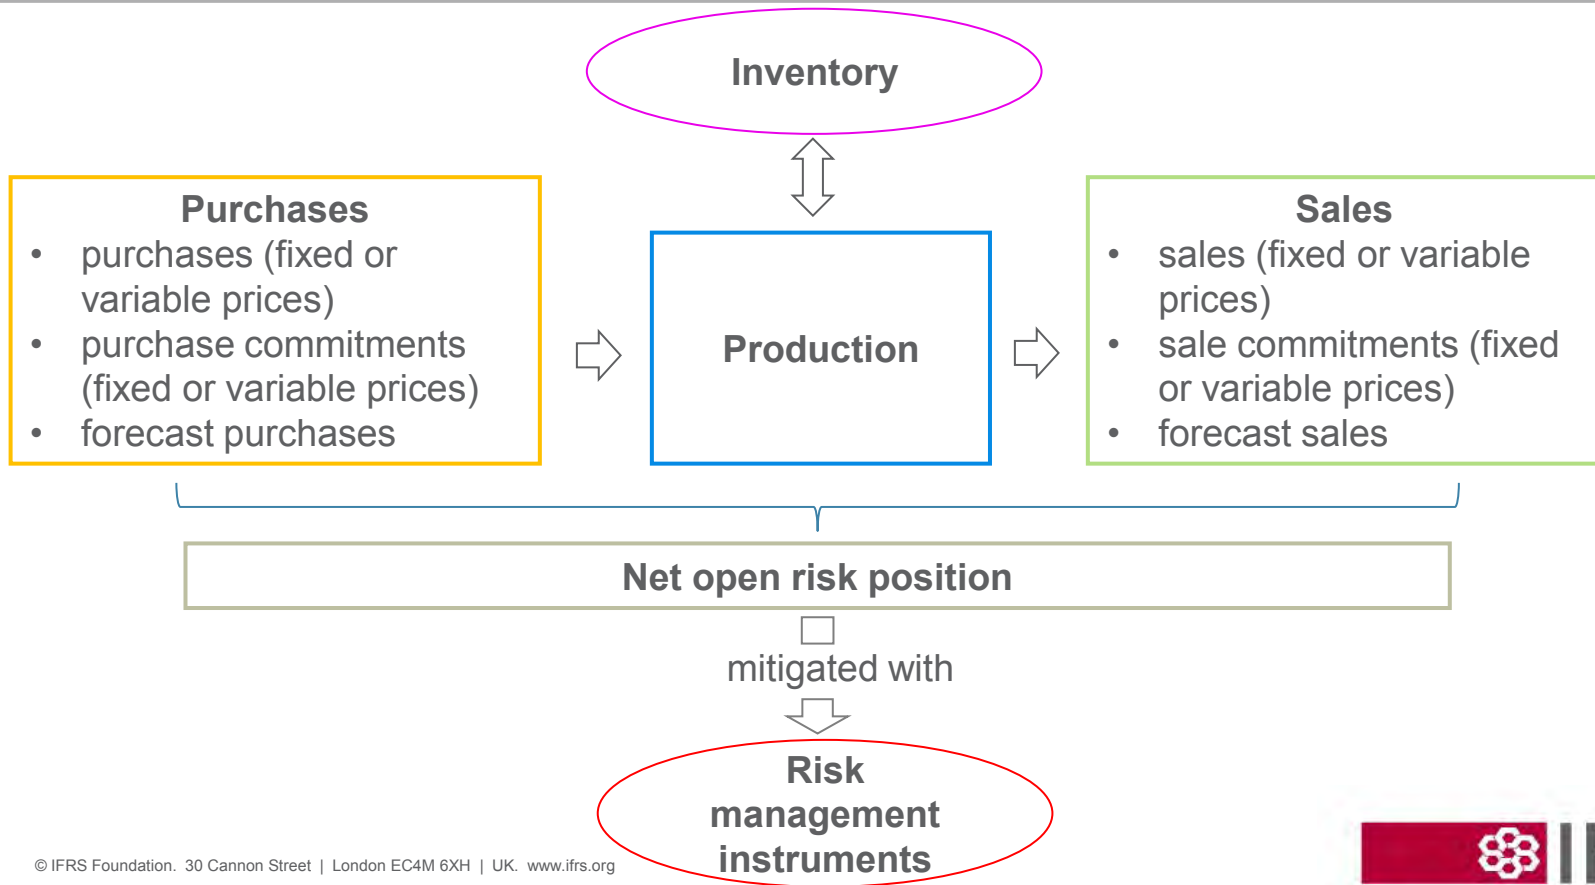 Inventory
Purchases
• purchases (fixed or
variable prices)
• purchase commitments
(fixed or variable prices)
• forecast purchases
Production
Sales
• sales (fixed or variable
prices)
• sale commitments (fixed
or variable prices)
• forecast sales
Net open risk position
mitigated with
Risk
management
instruments
© IFRS Foundation. 30 Cannon Street | London EC4M 6XH | UK. www.ifrs.org